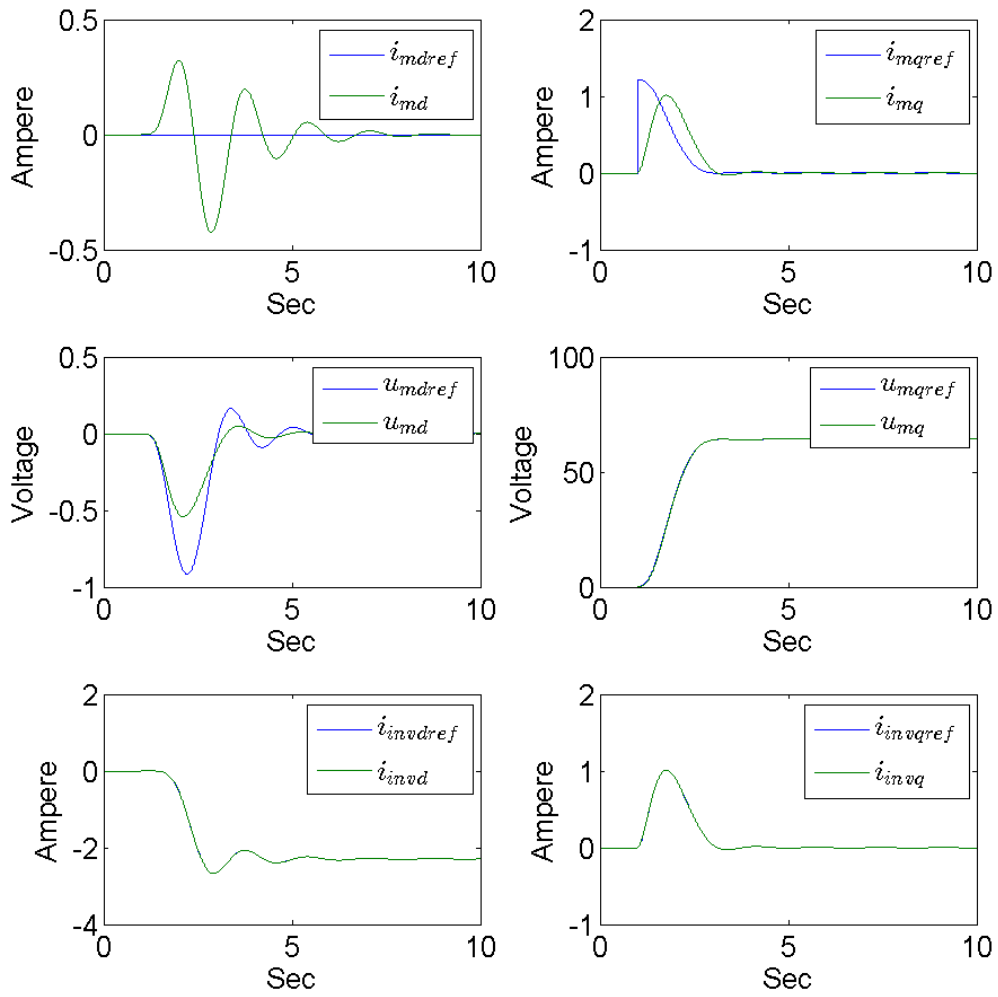 0.5
0
-0.5
Ampere
0
5
10
Sec
i_mdref
i_md
2
1
0
-1
Ampere
0
5
10
Sec
i_mqref
i_mq
0.5
0
-0.5
-1
Voltage
0
5
10
Sec
u_mdref
u_md
100
50
0
Voltage
0
5
10
Sec
u_mqref
u_mq
2
0
-2
-4
Ampere
0
5
10
Sec
i_invdref
i_invd
2
1
0
-1
Ampere
0
5
10
Sec
i_invqref
i_invq